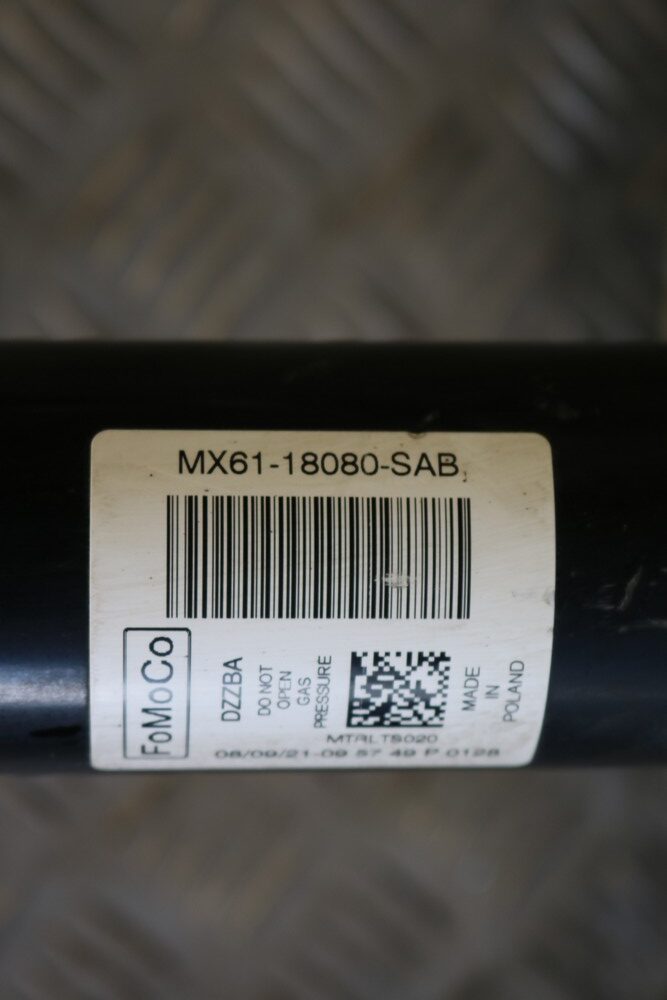 MX61-18080-SAB
FoMoCo
DZZBA
DO NOT
OPEN
GAS
PRESSURE
MADE
IN
POLAND
08/09/21-09 57 49 P 0128